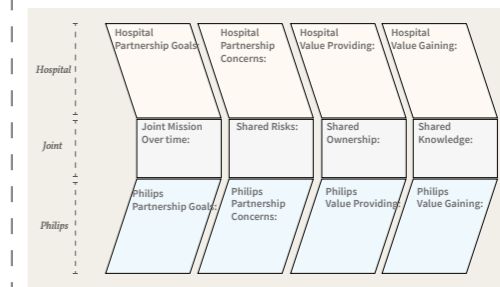 Hospital
Hospital
Partnership Goals:
Hospital
Partnership
Concerns:
Hospital
Value Providing:
Hospital
Value Gaining:
Joint
Joint Mission
Over time:
Shared Risks:
Shared
Ownership:
Shared
Knowledge:
Philips
Philips
Partnership Goals:
Philips
Partnership
Concerns:
Philips
Value Providing:
Philips
Value Gaining: